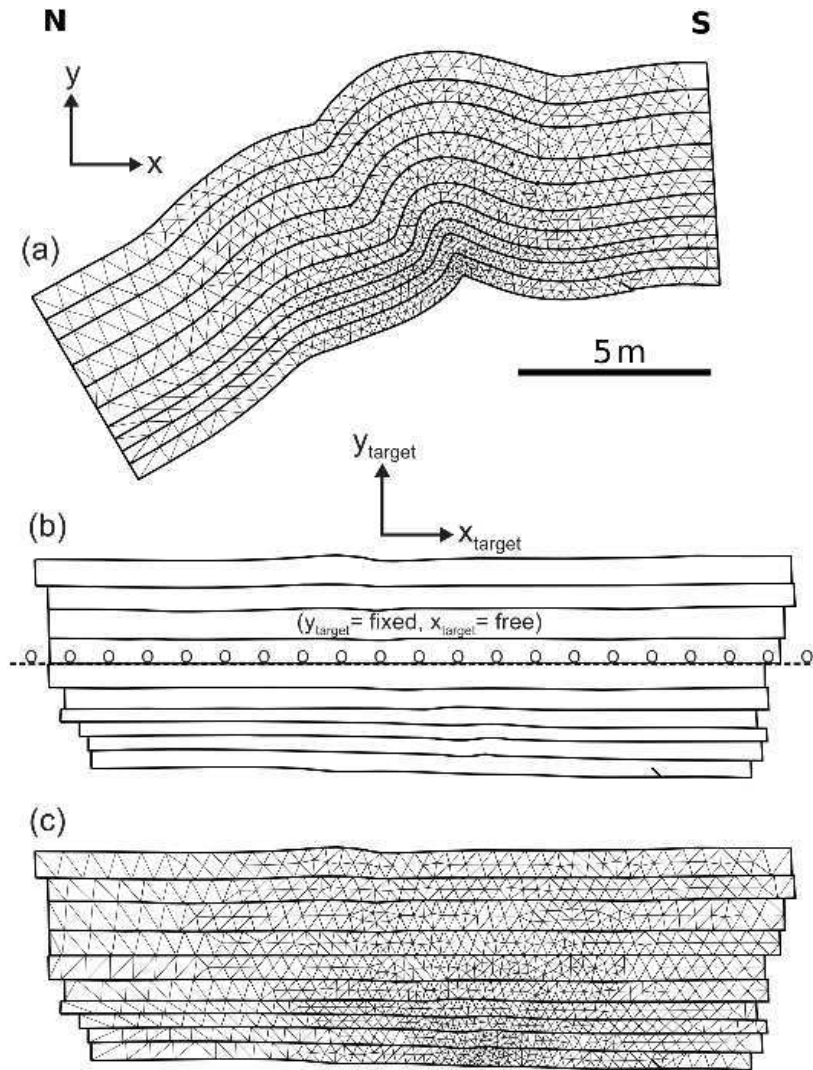 N S
y
x
(a)
5 m
y target
(b)
x target
(y target = fixed, x target = free)
(c)